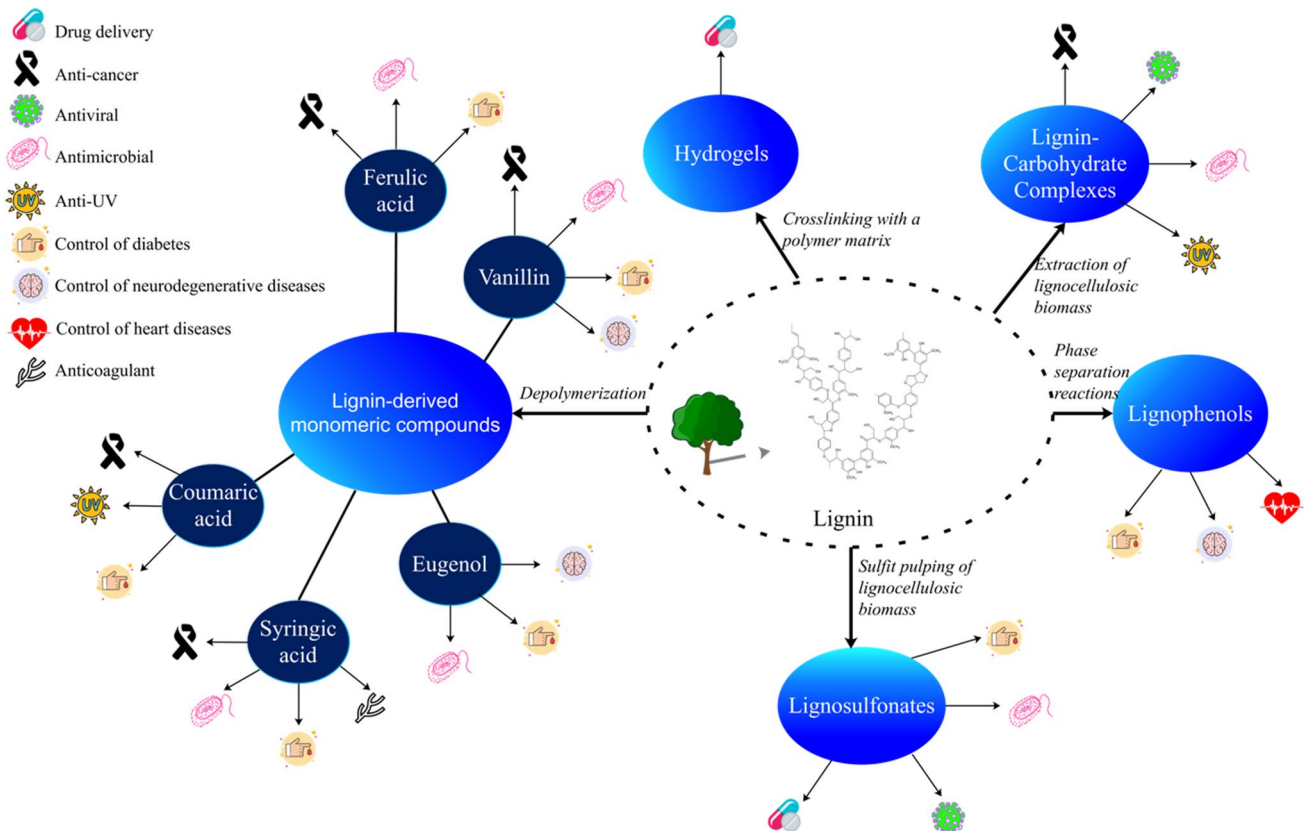 Drug delivery
Anti-cancer
Antiviral
Antimicrobial
Anti-UV
UV
Control of diabetes
Control of neurodegenerative diseases
Control of heart diseases
Anticoagulant
Ferulic
acid
Vanillin
Lignin-derived
monomeric compounds
Coumaric
acid
UV
Syringic
acid
Eugenol
Depolymerization
Hydrogels
Crosslinking with a
polymer matrix
Lignin-
Carbohydrate
Complexes
UV
Extraction of
lignocellulosic
biomass
Phase
separation
reactions
Lignophenols
Lignin
Sulfit pulping of
lignocellulosic
biomass
Lignosulfonates